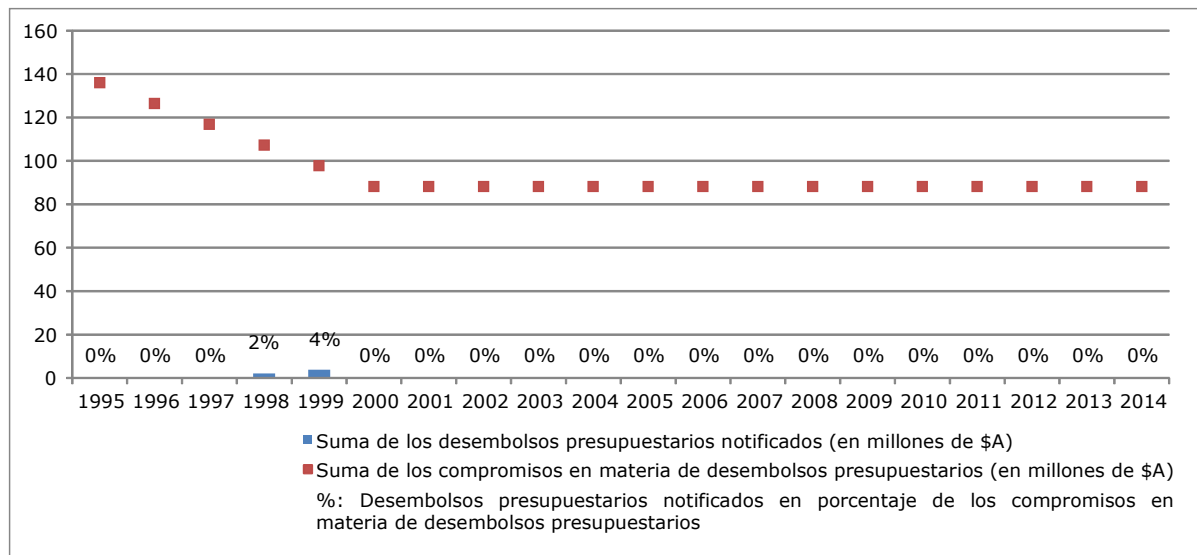 160
140
120
100
80
60
40
20
0
0% 0% 0% 2% 4% 0% 0% 0% 0% 0% 0% 0% 0% 0% 0% 0% 0% 0% 0% 0%
1995 1996 1997 1998 1999 2000 2001 2002 2003 2004 2005 2006 2007 2008 2009 2010 2011 2012 2013 2014
Suma de los desembolsos presupuestarios notificados (en millones de $A)
Suma de los compromisos en materia de desembolsos presupuestarios (en millones de $A)
%: Desembolsos presupuestarios notificados en porcentaje de los compromisos en
materia de desembolsos presupuestarios